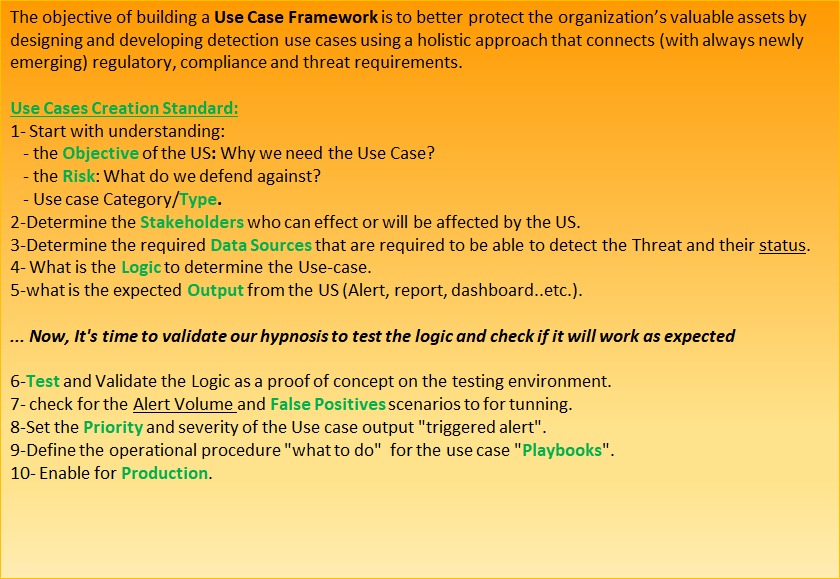 The objective of building a Use Case Framework is to better protect the organization's valuable assets by
designing and developing detection use cases using a holistic approach that connects (with always newly
emerging) regulatory, compliance and threat requirements.
Use Cases Creation Standard:
1- Start with understanding:
- the Objective of the US: Why we need the Use Case?
- the Risk: What do we defend against?
- Use case Category/Type.
2-Determine the Stakeholders who can effect or will be affected by the US.
3-Determine the required Data Sources that are required to be able to detect the Threat and their status.
4- What is the Logic to determine the Use-case.
5-what is the expected Output from the US (Alert, report, dashboard..etc.).
... Now, It's time to validate our hypnosis to test the logic and check if it will work as expected
6-Test and Validate the Logic as a proof of concept on the testing environment.
7- check for the Alert Volume and False Positives scenarios to for tunning.
8-Set the Priority and severity of the Use case output "triggered alert".
9-Define the operational procedure "what to do"  for the use case "Playbooks".
10- Enable for Production.